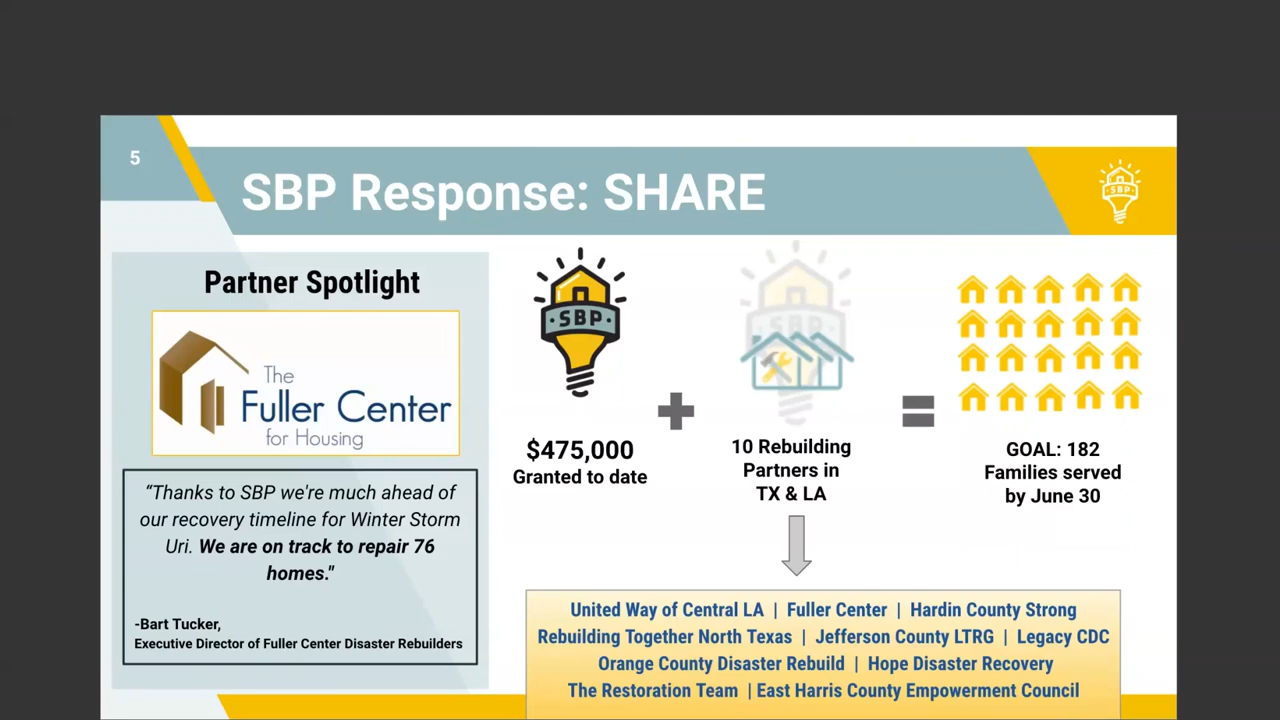 5
SBP Response: SHARE
SBP
Partner Spotlight
The
Fuller Center
for Housing
“Thanks to SBP we're much ahead of
our recovery timeline for Winter Storm
Uri. We are on track to repair 76
homes."
-Bart Tucker,
Executive Director of Fuller Center Disaster Rebuilders
SBP
$475,000
Granted to date
SBP
10 Rebuilding
Partners in
TX & LA
GOAL: 182
Families served
by June 30
United Way of Central LA | Fuller Center | Hardin County Strong
Rebuilding Together North Texas | Jefferson County LTRG | Legacy CDC
Orange County Disaster Rebuild | Hope Disaster Recovery
The Restoration Team | East Harris County Empowerment Council